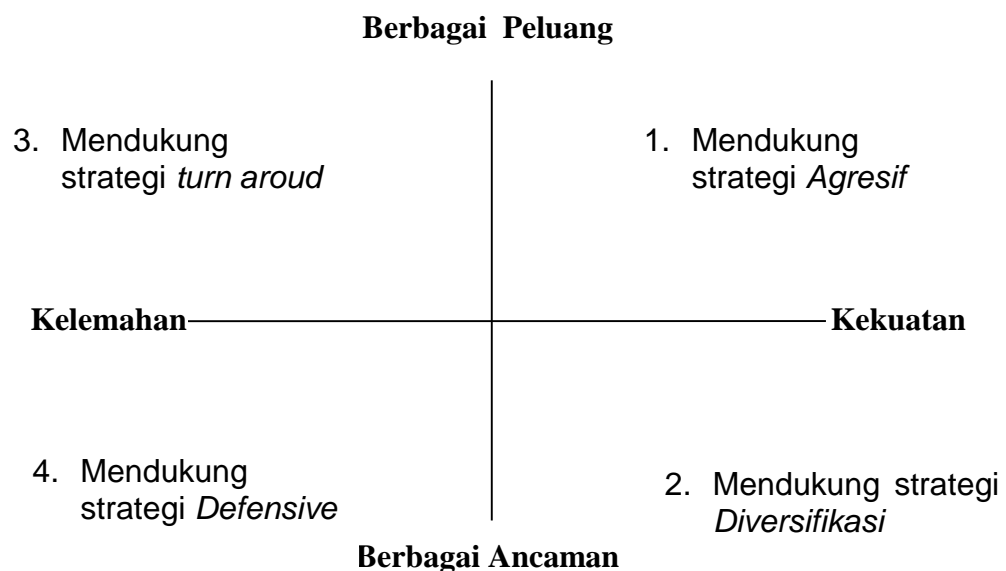 Berbagai Peluang
3. Mendukung
strategi turn aroud
1. Mendukung
strategi Agresif
Kelemahan
Kekuatan
4. Mendukung
strategi Defensive
2. Mendukung strategi
Diversifikasi
Berbagai Ancaman